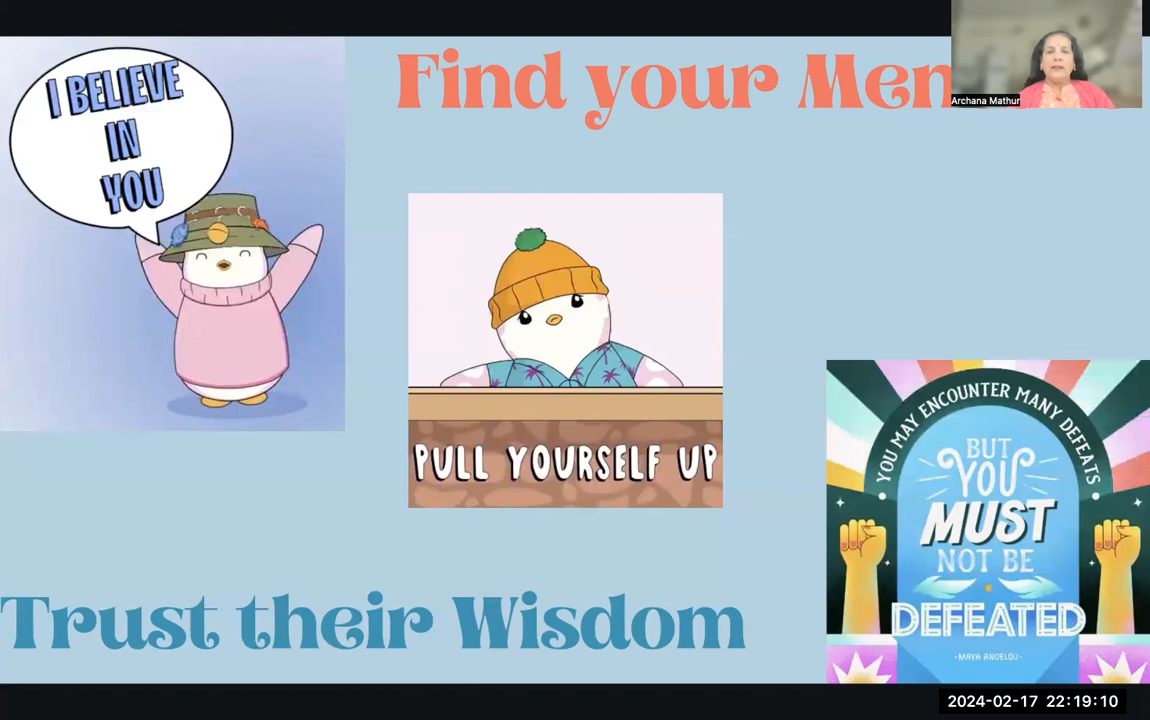 I BELIEVE
IN
YOU
Find your Men
Archana Mathur
PULL YOURSELF UP
YOU MAY ENCOUNTER MANY DEFEATS
BUT
YOU
MUST
NOT BE
DEFEATED
-MAYA ANGELOU-
Trust their Wisdom
2024-02-17 22:19:10